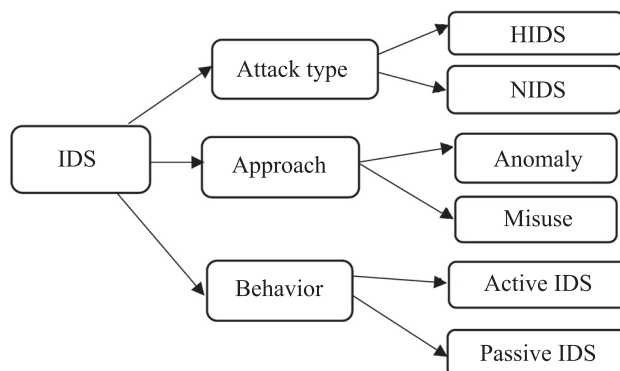 IDS
Attack type
HIDS
NIDS
Approach
Anomaly
Misuse
Behavior
Active IDS
Passive IDS